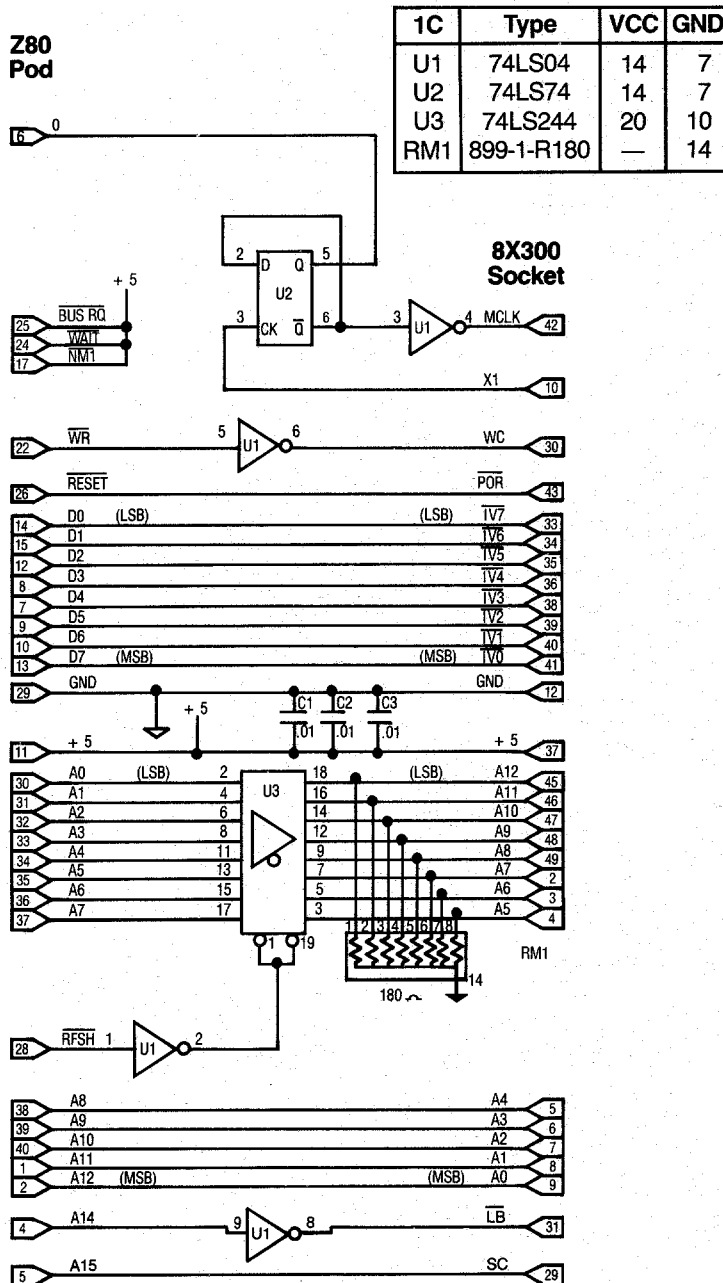 1C Type VCC GND
U1 74LS04 14 7
U2 74LS74 14 7
U3 74LS244 20 10
RM1 899-1-R180 — 14
Z80
Pod
8X300
Socket
6 0
2 D Q 5
U2
3 CK Q̅ 6
3 U1 4 MCLK 42
+ 5
25 BUS RQ
24 WAIT
17 NM1
X1 10
22 WR 5 U1 6 WC 30
26 RESET POR 43
14 D0 (LSB) (LSB) IV7 33
15 D1 IV6 34
12 D2 IV5 35
8 D3 IV4 36
7 D4 IV3 38
9 D5 IV2 39
10 D6 IV1 40
13 D7 (MSB) (MSB) IV0 41
29 GND GND 12
+ 5 C1 C2 C3
.01 .01 .01
11 + 5 + 5 37
30 A0 (LSB) 2 U3 18 (LSB) A12 45
31 A1 4 16 A11 46
32 A2 6 14 A10 47
33 A3 8 12 A9 48
34 A4 11 9 A8 49
35 A5 13 7 A7 2
36 A6 15 5 A6 3
37 A7 17 3 A5 4
1 19
1 2 3 4 5 6 7 8
RM1
14
180
28 RFSH 1 U1 2
38 A8 A4 5
39 A9 A3 6
40 A10 A2 7
1 A11 A1 8
2 A12 (MSB) (MSB) A0 9
4 A14 9 U1 8 LB 31
5 A15 SC 29